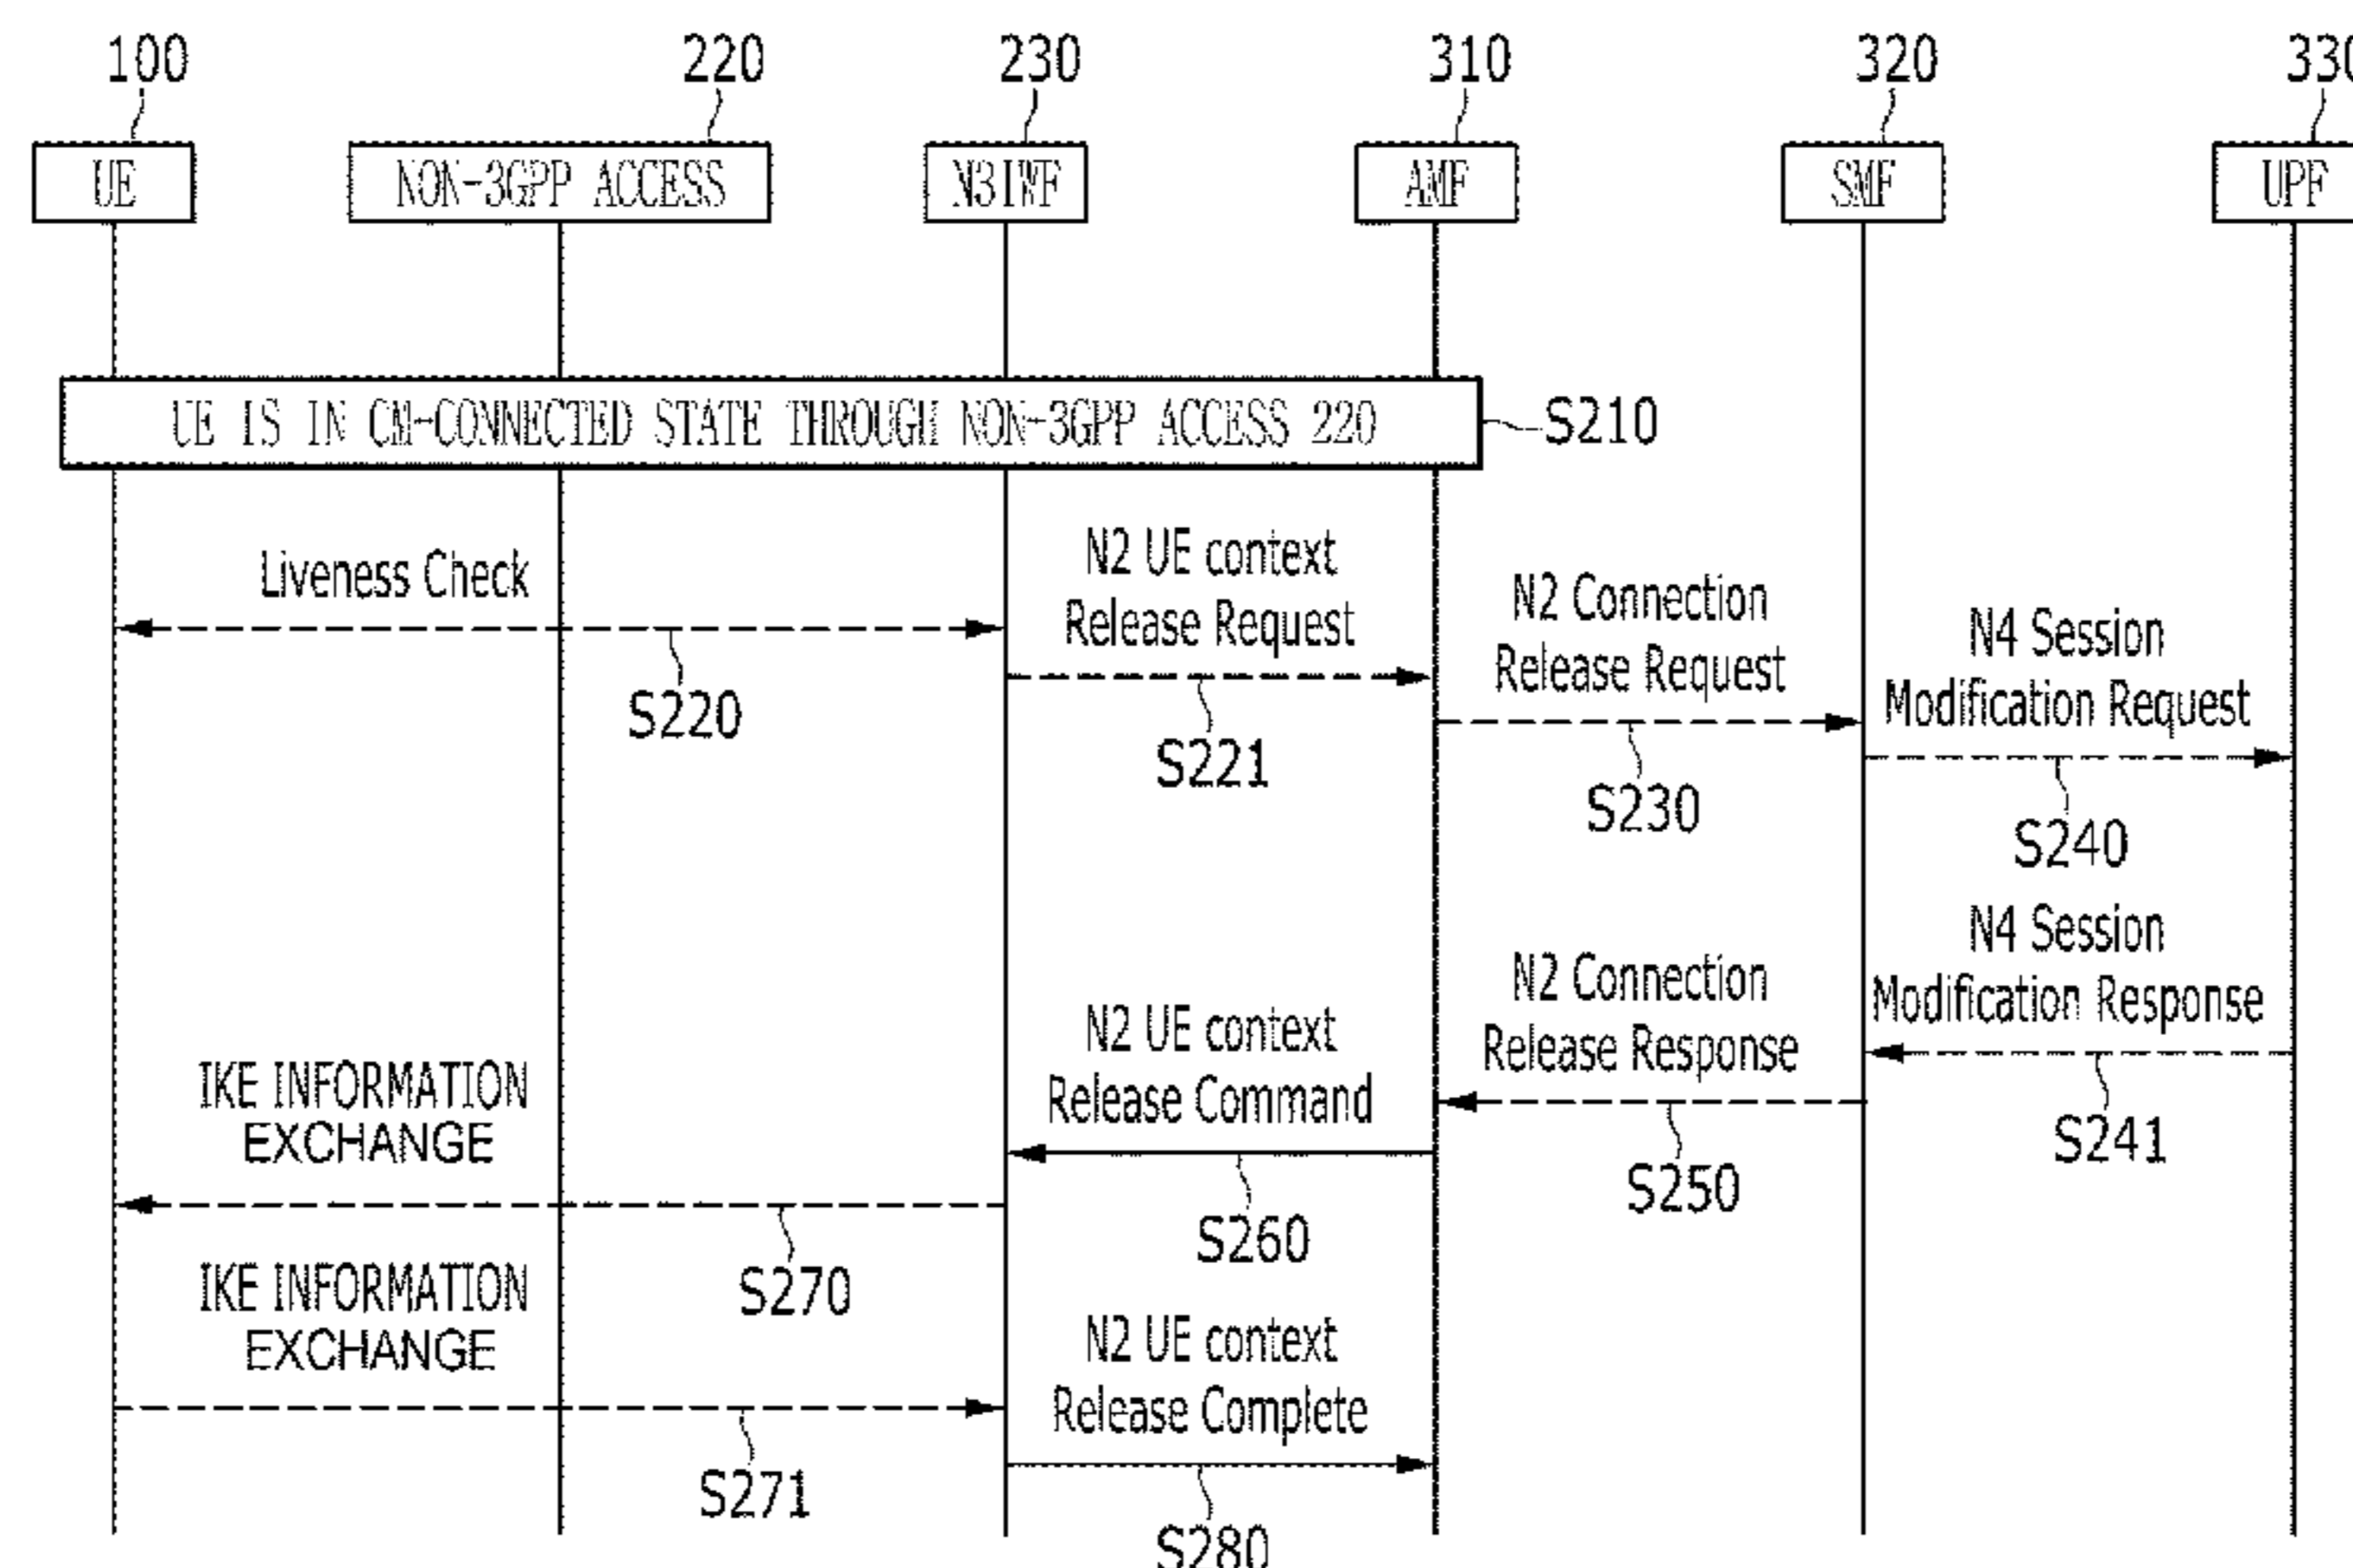 100
220
230
310
320
330
UE
NON-3GPP ACCESS
N3IWF
AMF
SMF
UPF
UE IS IN CM-CONNECTED STATE THROUGH NON-3GPP ACCESS 220
S210
Liveness Check
S220
N2 UE context
Release Request
S221
N2 Connection
Release Request
S230
N4 Session
Modification Request
S240
N4 Session
Modification Response
S241
N2 Connection
Release Response
S250
N2 UE context
Release Command
S260
IKE INFORMATION
EXCHANGE
S270
IKE INFORMATION
EXCHANGE
S271
N2 UE context
Release Complete
S280